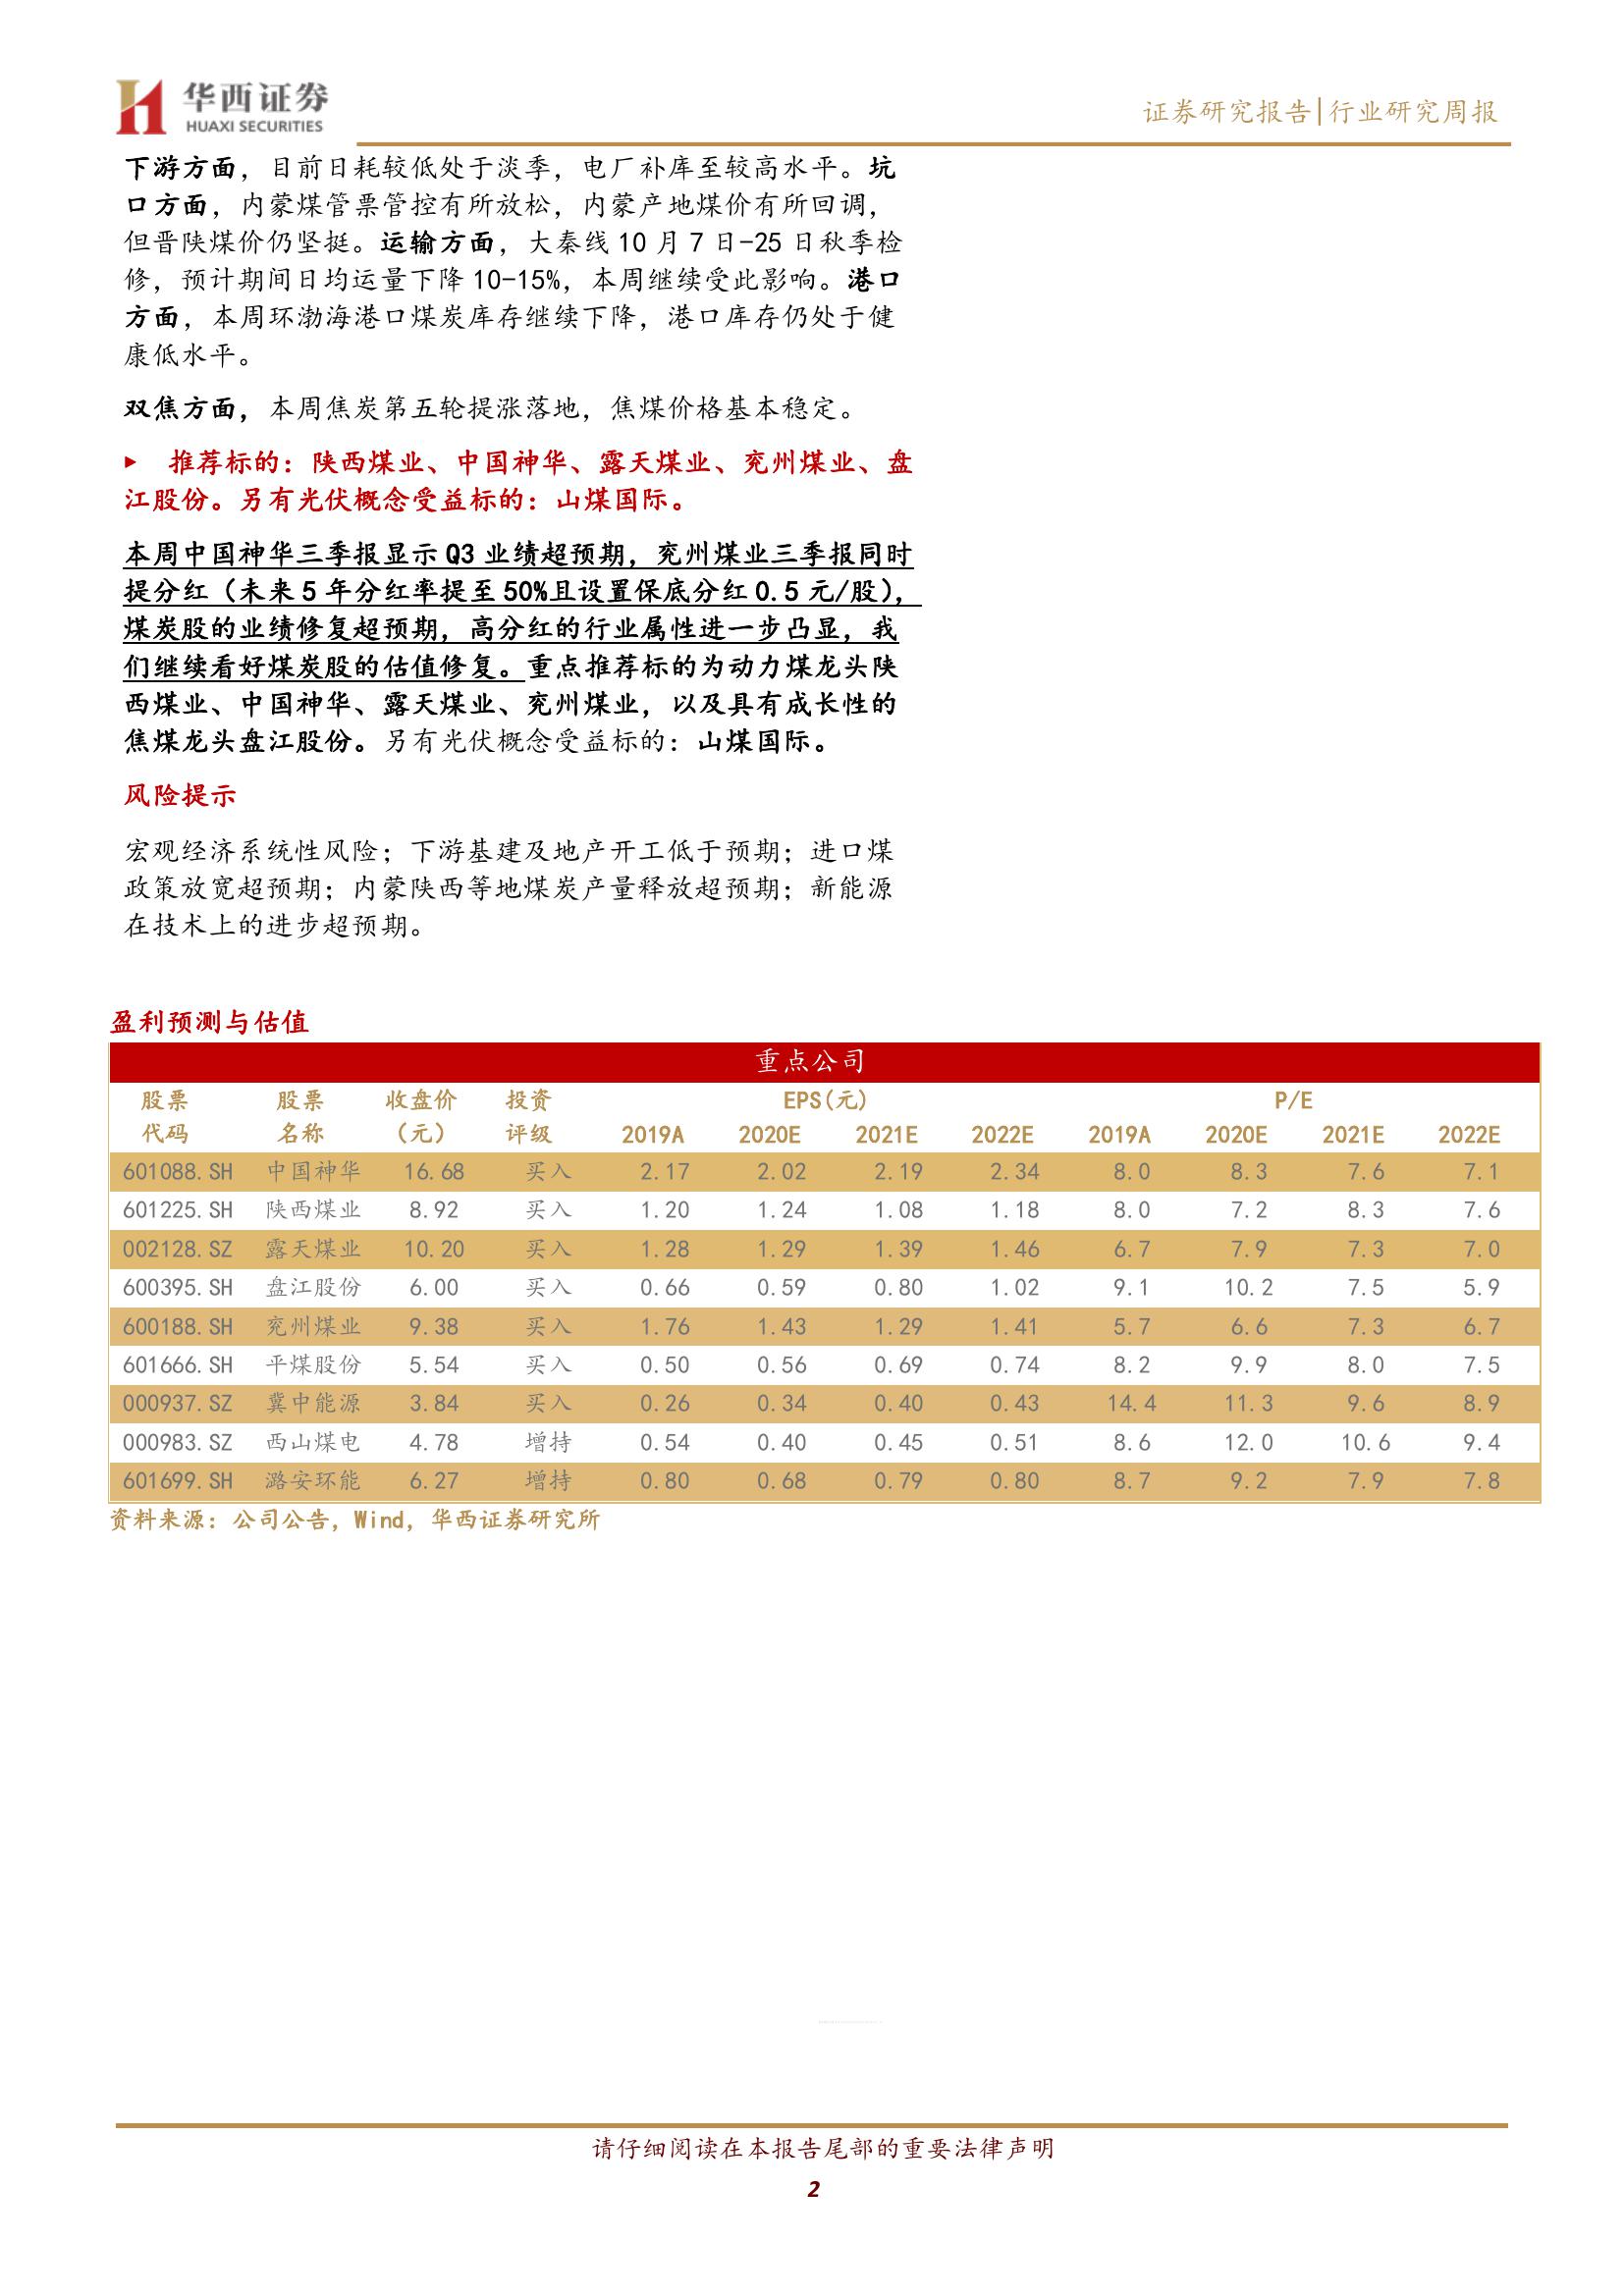 华西证券
HUAXI SECURITIES
证券研究报告|行业研究周报
下游方面，目前日耗较低处于淡季，电厂补库至较高水平。坑
口方面，内蒙煤管票管控有所放松，内蒙产地煤价有所回调，
但晋陕煤价仍坚挺。运输方面，大秦线 10 月 7 日-25 日秋季检
修，预计期间日均运量下降 10-15%，本周继续受此影响。港口
方面，本周环渤海港口煤炭库存继续下降，港口库存仍处于健
康低水平。
双焦方面，本周焦炭第五轮提涨落地，焦煤价格基本稳定。
▶ 推荐标的：陕西煤业、中国神华、露天煤业、兖州煤业、盘
江股份。另有光伏概念受益标的：山煤国际。
本周中国神华三季报显示 Q3 业绩超预期，兖州煤业三季报同时
提分红（未来 5 年分红率提至 50%且设置保底分红 0.5 元/股），
煤炭股的业绩修复超预期，高分红的行业属性进一步凸显，我
们继续看好煤炭股的估值修复。重点推荐标的为动力煤龙头陕
西煤业、中国神华、露天煤业、兖州煤业，以及具有成长性的
焦煤龙头盘江股份。另有光伏概念受益标的：山煤国际。
风险提示
宏观经济系统性风险；下游基建及地产开工低于预期；进口煤
政策放宽超预期；内蒙陕西等地煤炭产量释放超预期；新能源
在技术上的进步超预期。
盈利预测与估值
重点公司
股票 股票 收盘价 投资 EPS(元) P/E
代码 名称 （元） 评级 2019A 2020E 2021E 2022E 2019A 2020E 2021E 2022E
601088.SH 中国神华 16.68 买入 2.17 2.02 2.19 2.34 8.0 8.3 7.6 7.1
601225.SH 陕西煤业 8.92 买入 1.20 1.24 1.08 1.18 8.0 7.2 8.3 7.6
002128.SZ 露天煤业 10.20 买入 1.28 1.29 1.39 1.46 6.7 7.9 7.3 7.0
600395.SH 盘江股份 6.00 买入 0.66 0.59 0.80 1.02 9.1 10.2 7.5 5.9
600188.SH 兖州煤业 9.38 买入 1.76 1.43 1.29 1.41 5.7 6.6 7.3 6.7
601666.SH 平煤股份 5.54 买入 0.50 0.56 0.69 0.74 8.2 9.9 8.0 7.5
000937.SZ 冀中能源 3.84 买入 0.26 0.34 0.40 0.43 14.4 11.3 9.6 8.9
000983.SZ 西山煤电 4.78 增持 0.54 0.40 0.45 0.51 8.6 12.0 10.6 9.4
601699.SH 潞安环能 6.27 增持 0.80 0.68 0.79 0.80 8.7 9.2 7.9 7.8
资料来源：公司公告，Wind，华西证券研究所
请仔细阅读在本报告尾部的重要法律声明
2